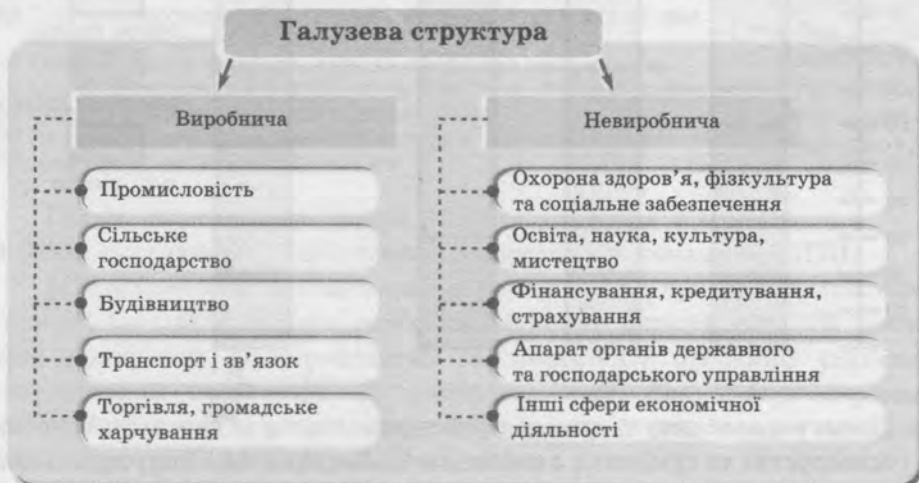 Галузева структура
Виробнича
Промисловість
Сільське
господарство
Будівництво
Транспорт і зв’язок
Торгівля, громадське
харчування
Невиробнича
Охорона здоров’я, фізкультура
та соціальне забезпечення
Освіта, наука, культура,
мистецтво
Фінансування, кредитування,
страхування
Апарат органів державного
та господарського управління
Інші сфери економічної
діяльності